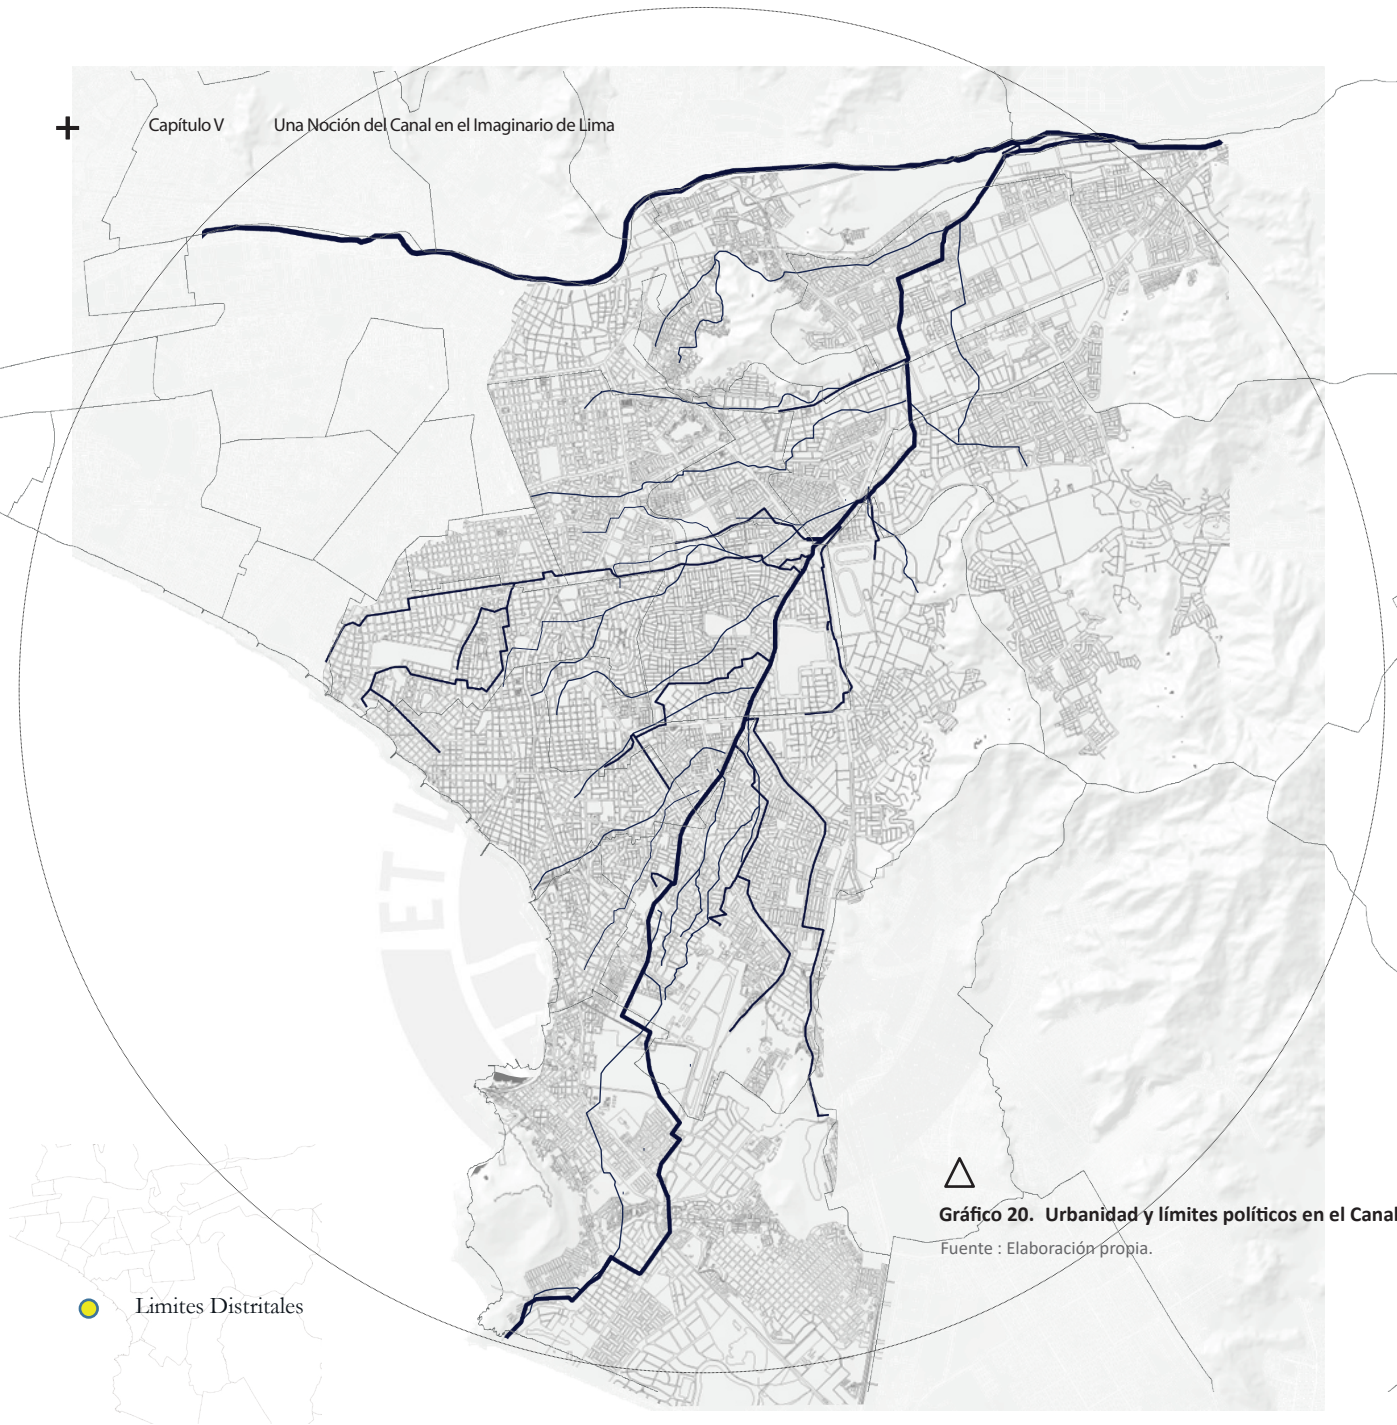 Capítulo V Una Noción del Canal en el Imaginario de Lima
ET
Gráfico 20. Urbanidad y límites políticos en el Canal
Fuente : Elaboración propia.
Limites Distritales